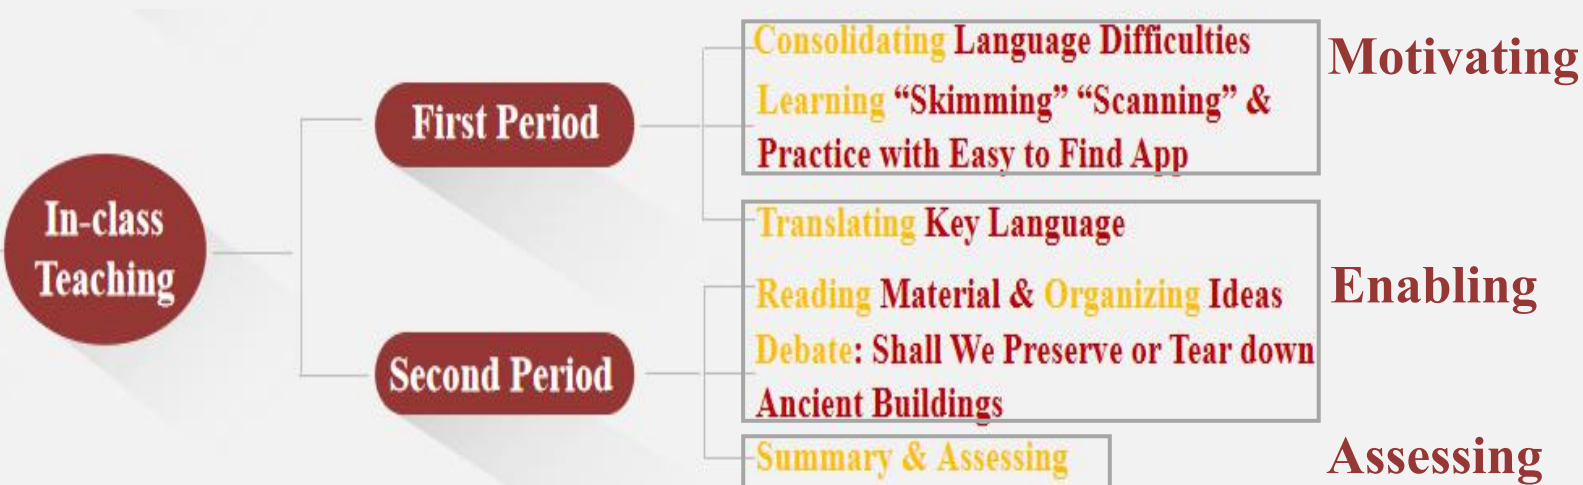 In-class
Teaching
First Period
Second Period
Consolidating Language Difficulties
Learning “Skimming” “Scanning” &
Practice with Easy to Find App
Translating Key Language
Reading Material & Organizing Ideas
Debate: Shall We Preserve or Tear down
Ancient Buildings
Summary & Assessing
Motivating
Enabling
Assessing